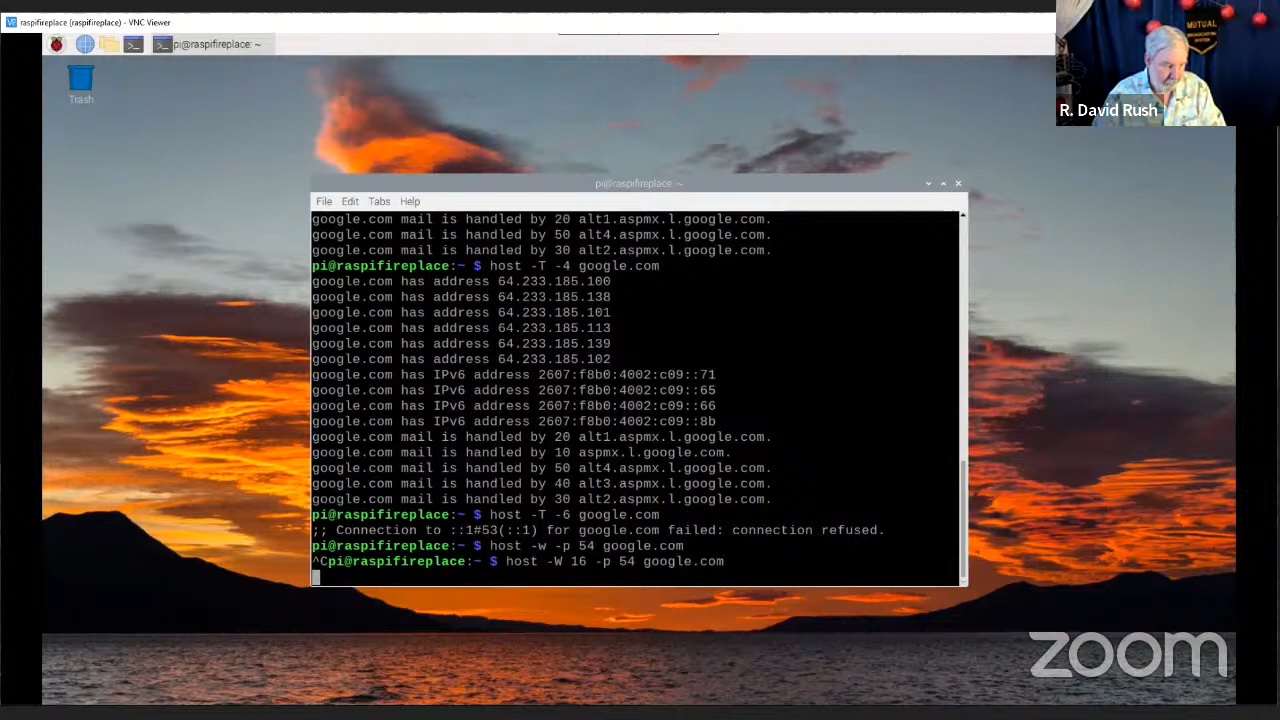 raspifireplace (raspifireplace) - VNC Viewer
pi@raspifireplace: ~
Trash
MUTUAL
BROADCASTING
SYSTEM
R. David Rush
pi@raspifireplace: ~
File Edit Tabs Help
google.com mail is handled by 20 alt1.aspmx.l.google.com.
google.com mail is handled by 50 alt4.aspmx.l.google.com.
google.com mail is handled by 30 alt2.aspmx.l.google.com.
pi@raspifireplace:~ $ host -T -4 google.com
google.com has address 64.233.185.100
google.com has address 64.233.185.138
google.com has address 64.233.185.101
google.com has address 64.233.185.113
google.com has address 64.233.185.139
google.com has address 64.233.185.102
google.com has IPv6 address 2607:f8b0:4002:c09::71
google.com has IPv6 address 2607:f8b0:4002:c09::65
google.com has IPv6 address 2607:f8b0:4002:c09::66
google.com has IPv6 address 2607:f8b0:4002:c09::8b
google.com mail is handled by 20 alt1.aspmx.l.google.com.
google.com mail is handled by 10 aspmx.l.google.com.
google.com mail is handled by 50 alt4.aspmx.l.google.com.
google.com mail is handled by 40 alt3.aspmx.l.google.com.
google.com mail is handled by 30 alt2.aspmx.l.google.com.
pi@raspifireplace:~ $ host -T -6 google.com
;; Connection to ::1#53(::1) for google.com failed: connection refused.
pi@raspifireplace:~ $ host -w -p 54 google.com
^Cpi@raspifireplace:~ $ host -W 16 -p 54 google.com
zoom